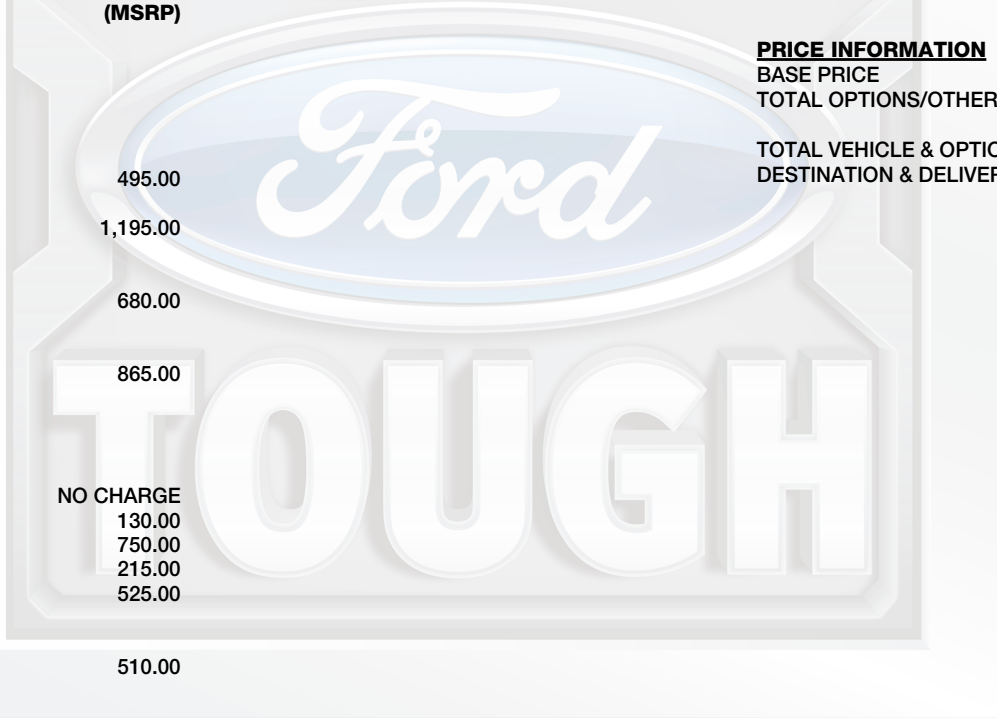 (MSRP)
495.00
1,195.00
680.00
865.00
NO CHARGE
130.00
750.00
215.00
525.00
510.00
PRICE INFORMATION
BASE PRICE
TOTAL OPTIONS/OTHER
TOTAL VEHICLE & OPTIO
DESTINATION & DELIVER
Ford
TOUGH